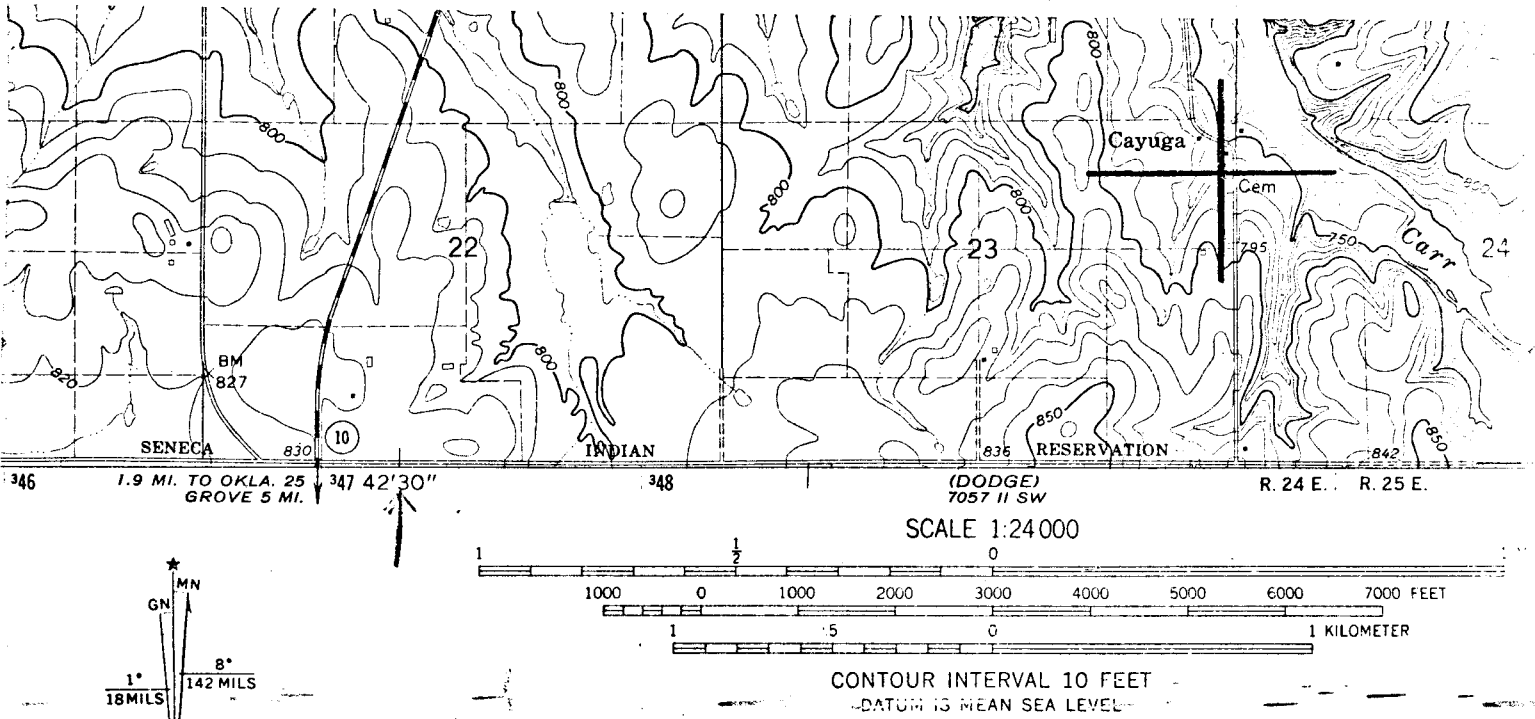 800
800
800
Cayuga
800
800
800
Cem
22
23
795
750
Carr
24
800
BM
827
820
850
850
10
SENECA
830
INDIAN
836
RESERVATION
842
³46
1.9 MI. TO OKLA. 25
GROVE 5 MI.
³47
42'30"
³48
(DODGE)
7057 II SW
R. 24 E.
R. 25 E.
SCALE 1:24000
1 ½ 0
1000 0 1000 2000 3000 4000 5000 6000 7000 FEET
1 .5 0 1 KILOMETER
CONTOUR INTERVAL 10 FEET
DATUM IS MEAN SEA LEVEL
★
MN
GN
1°
18 MILS
8°
142 MILS